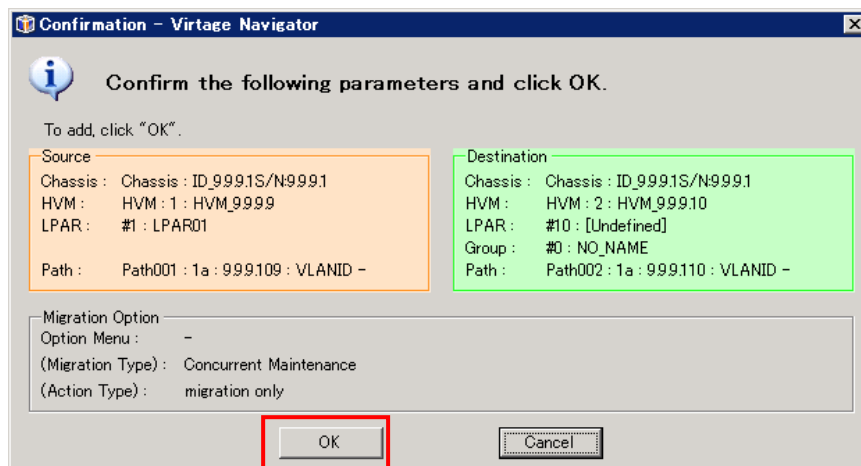 Confirmation - Virtage Navigator
Confirm the following parameters and click OK.
To add, click "OK".
Source
Chassis : Chassis : ID_9.9.9.1S/N:9.9.9.1
HVM : HVM : 1 : HVM_9.9.9.9
LPAR : #1 : LPAR01
Path : Path001 : 1a : 9.9.9.109 : VLANID -
Destination
Chassis : Chassis : ID_9.9.9.1S/N:9.9.9.1
HVM : HVM : 2 : HVM_9.9.9.10
LPAR : #10 : [Undefined]
Group : #0 : NO_NAME
Path : Path002 : 1a : 9.9.9.110 : VLANID -
Migration Option
Option Menu : -
(Migration Type) : Concurrent Maintenance
(Action Type) : migration only
OK Cancel